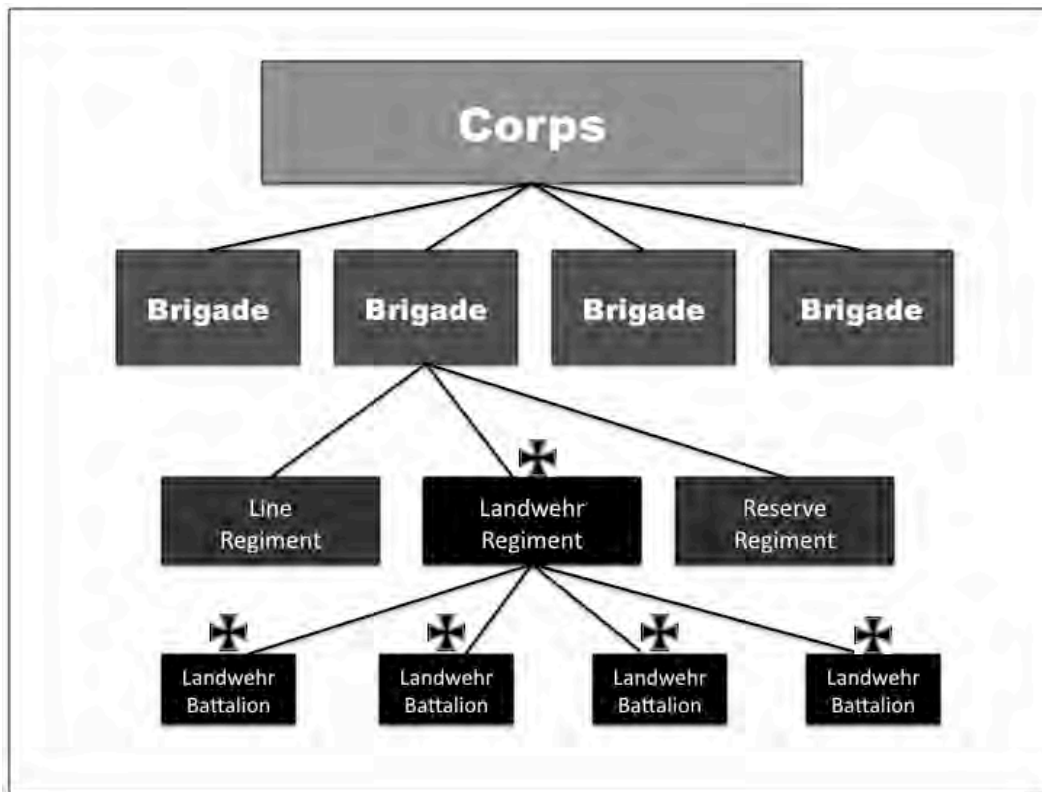 Corps
Brigade
Brigade
Brigade
Brigade
Line
Regiment
Landwehr
Regiment
Reserve
Regiment
Landwehr
Battalion
Landwehr
Battalion
Landwehr
Battalion
Landwehr
Battalion